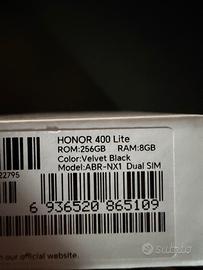 HONOR 400 Lite
ROM:256GB RAM:8GB
Color:Velvet Black
Model:ABR-NX1 Dual SIM
22795
6 936520 865109
m our official website.
subito